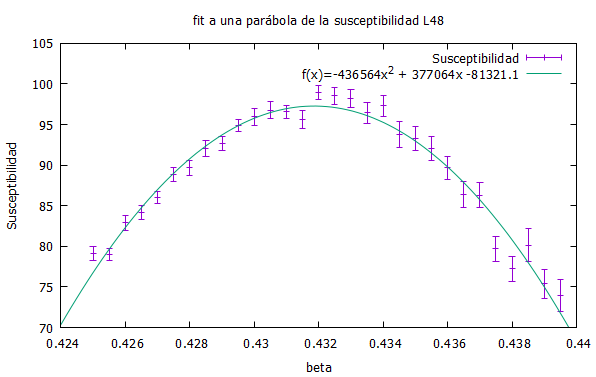 fit a una parábola de la susceptibilidad L48
105
100
95
90
85
80
75
70
Susceptibilidad
Susceptibilidad
f(x)=-436564x² + 377064x -81321.1
0.424 0.426 0.428 0.43 0.432 0.434 0.436 0.438 0.44
beta